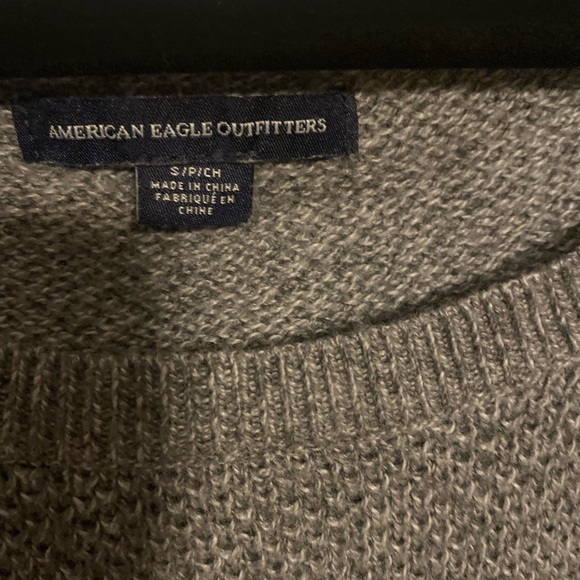 AMERICAN EAGLE OUTFITTERS
S/P/CH
MADE IN CHINA
FABRIQUÉ EN
CHINE